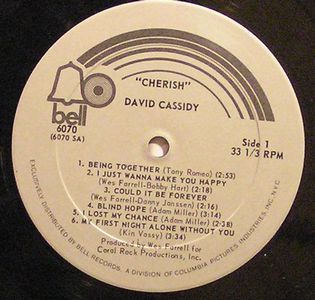 "CHERISH"
DAVID CASSIDY
bell
6070
(6070 SA)
Side 1
33 1/3 RPM
1. BEING TOGETHER (Tony Romeo) (2:53)
2. I JUST WANNA MAKE YOU HAPPY
(Wes Farrell-Bobby Hart) (2:18)
3. COULD IT BE FOREVER
(Wes Farrell-Danny Janssen) (2:16)
4. BLIND HOPE (Adam Miller) (2:38)
5. I LOST MY CHANCE (Adam Miller) (2:38)
6. MY FIRST NIGHT ALONE WITHOUT YOU
(Kin Vassy) (3:34)
Produced by Wes Farrell for
Coral Rock Productions, Inc.
EXCLUSIVELY DISTRIBUTED BY BELL RECORDS, A DIVISION OF COLUMBIA PICTURES INDUSTRIES, INC. N.Y.C.